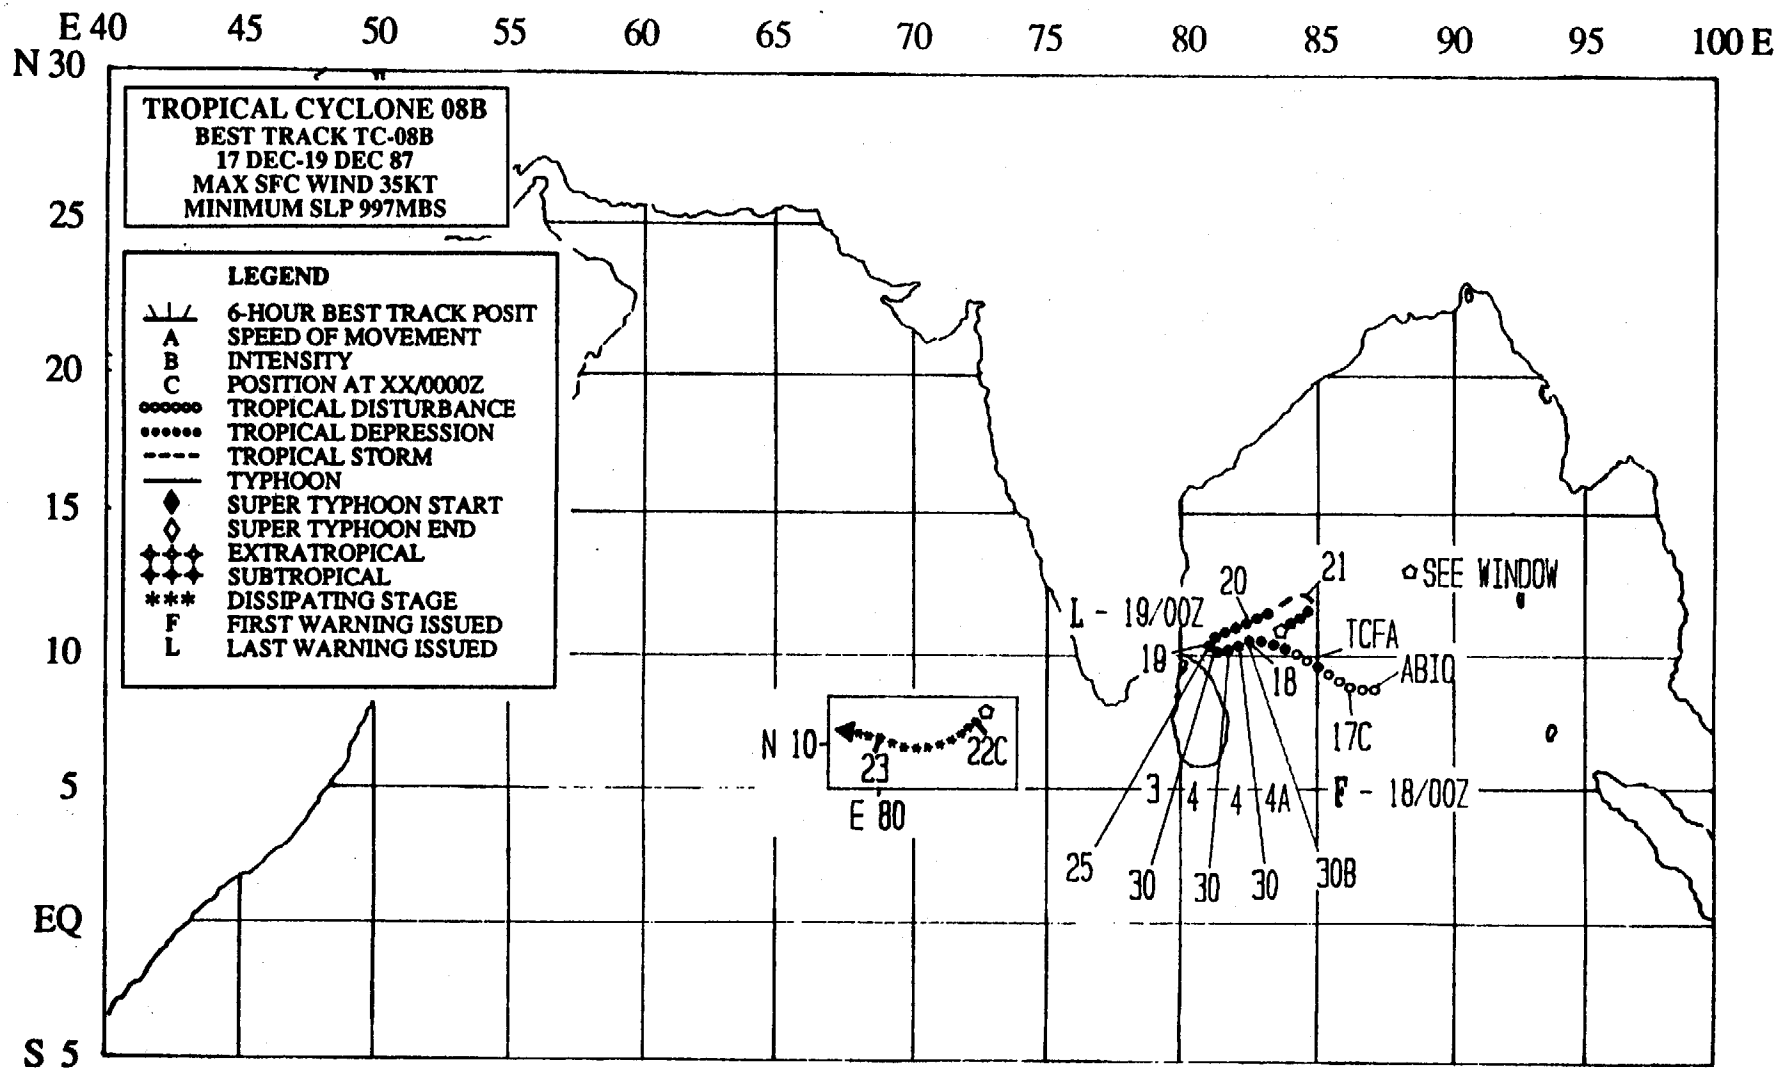 E 40 45 50 55 60 65 70 75 80 85 90 95 100 E
N 30
TROPICAL CYCLONE 08B
BEST TRACK TC-08B
17 DEC-19 DEC 87
MAX SFC WIND 35KT
MINIMUM SLP 997MBS
25
LEGEND
6-HOUR BEST TRACK POSIT
A SPEED OF MOVEMENT
B INTENSITY
C POSITION AT XX/0000Z
TROPICAL DISTURBANCE
TROPICAL DEPRESSION
TROPICAL STORM
TYPHOON
SUPER TYPHOON START
SUPER TYPHOON END
EXTRATROPICAL
SUBTROPICAL
*** DISSIPATING STAGE
F FIRST WARNING ISSUED
L LAST WARNING ISSUED
20
15
10
5
EQ
S 5
21
SEE WINDOW
20
L - 19/00Z
TCFA
19
18
ABIO
17C
N 10
23
22C
E 80
3 4 4 4A
F - 18/00Z
25 30 30 30 30B